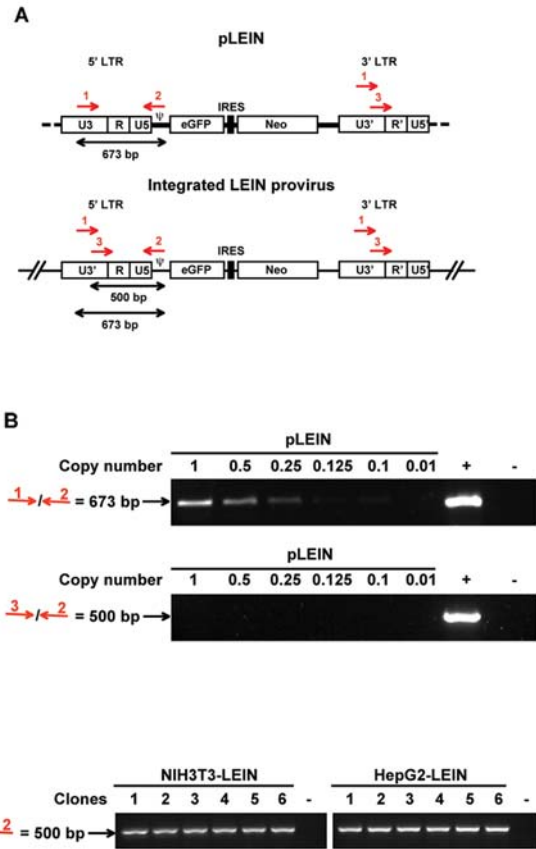 A
pLEIN
5' LTR 3' LTR
1
1 2 3
Ψ IRES
U3 R U5 eGFP Neo U3' R' U5
673 bp
Integrated LEIN provirus
5' LTR 3' LTR
1 1
3 2 3
Ψ IRES
U3' R U5 eGFP Neo U3' R' U5
500 bp
673 bp
B
pLEIN
Copy number 1 0.5 0.25 0.125 0.1 0.01 + -
1 / 2 = 673 bp
pLEIN
Copy number 1 0.5 0.25 0.125 0.1 0.01 + -
3 / 2 = 500 bp
NIH3T3-LEIN HepG2-LEIN
Clones 1 2 3 4 5 6 - 1 2 3 4 5 6 -
2 = 500 bp